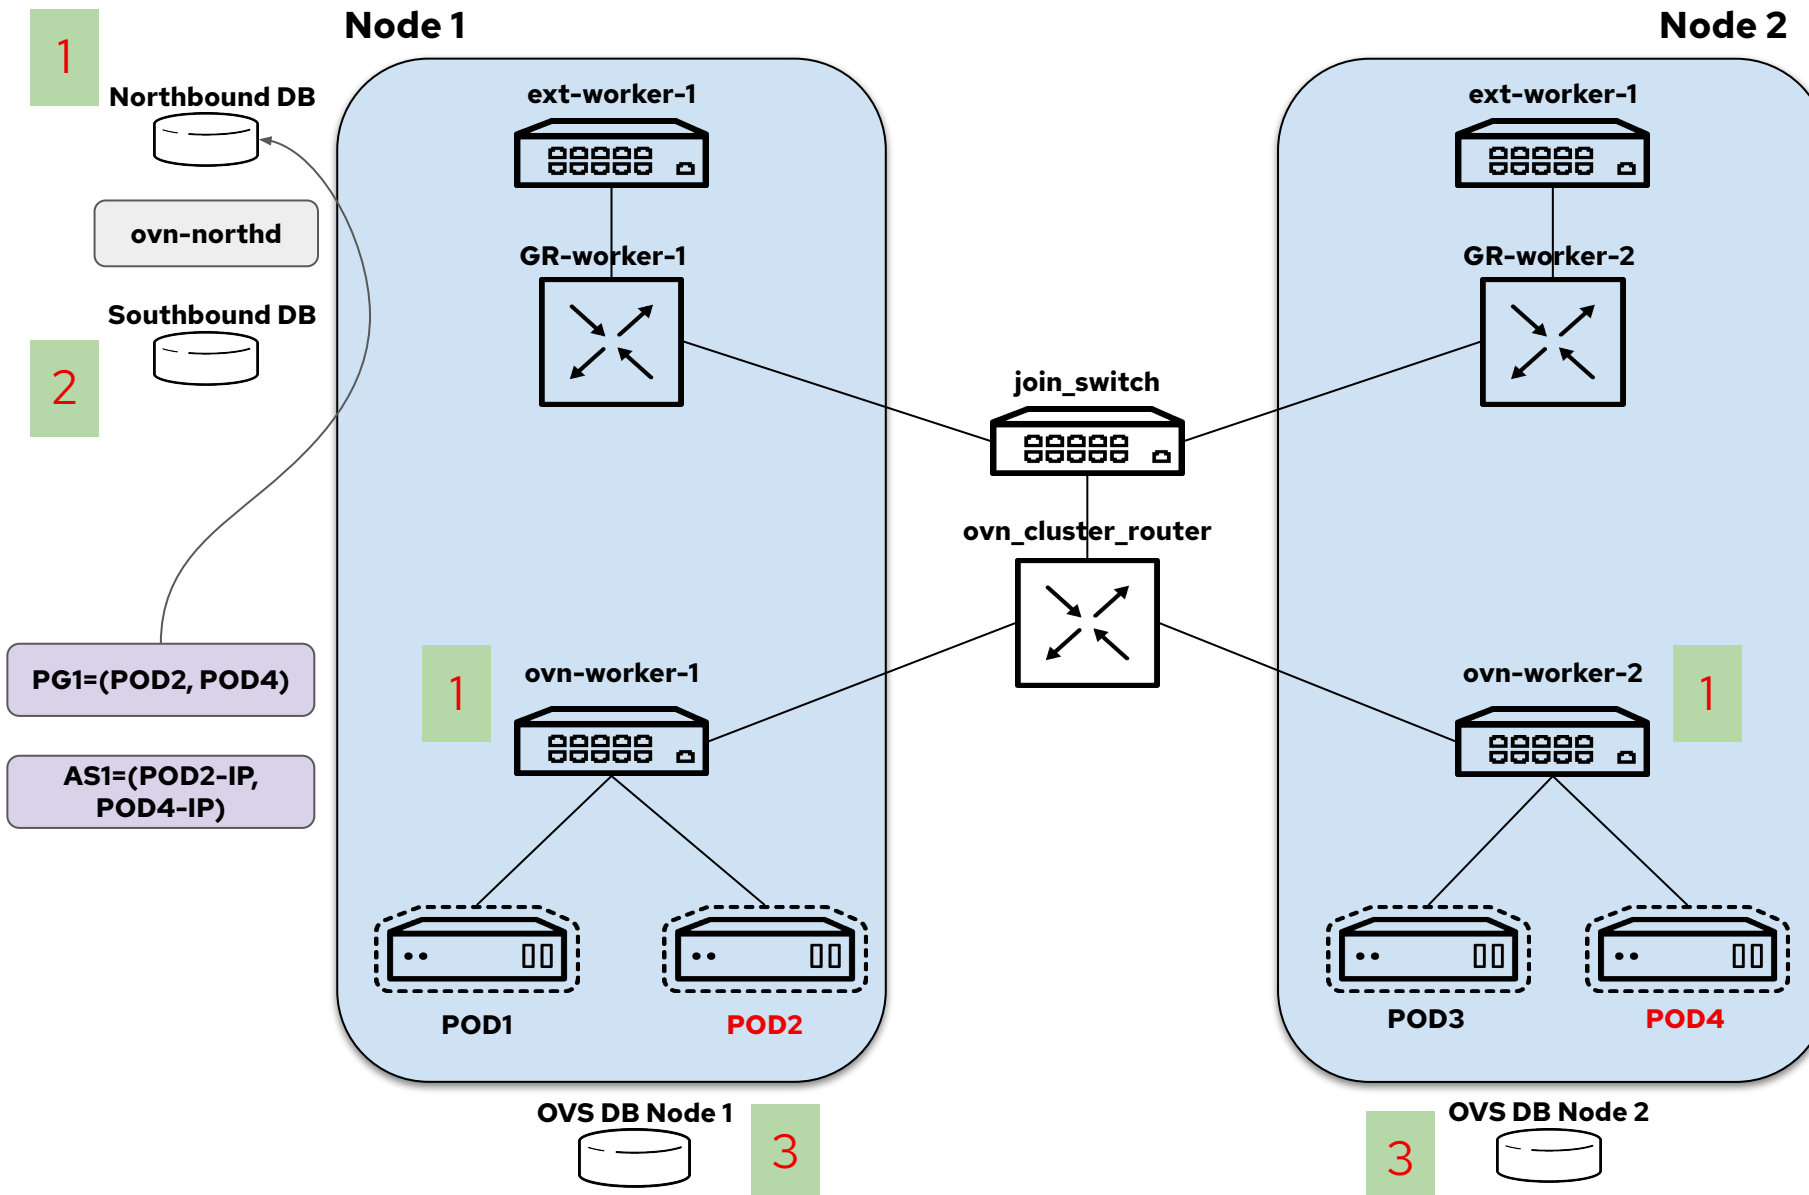 Node 1
Node 2
1
Northbound DB
ext-worker-1
ext-worker-1
ovn-northd
GR-worker-1
GR-worker-2
Southbound DB
2
join_switch
ovn_cluster_router
PG1=(POD2, POD4)
1
ovn-worker-1
ovn-worker-2
1
AS1=(POD2-IP,
POD4-IP)
POD1
POD2
POD3
POD4
OVS DB Node 1
3
OVS DB Node 2
3